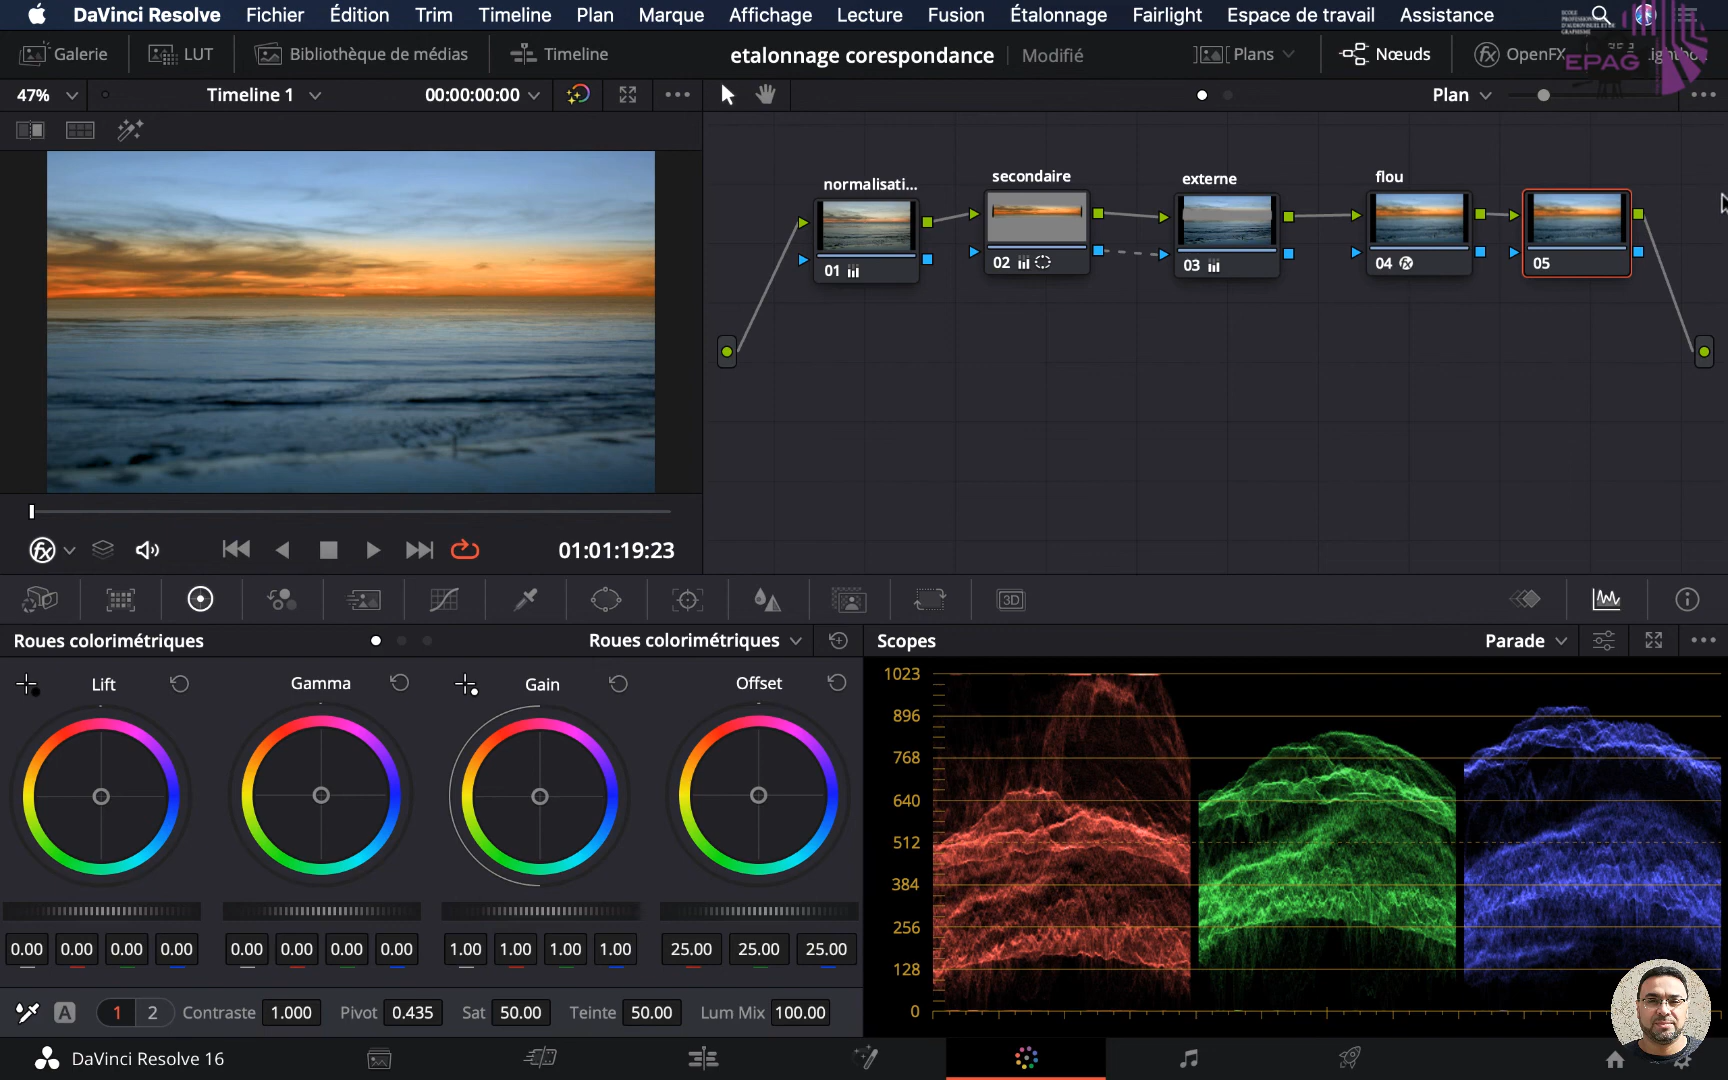 DaVinci Resolve Fichier Édition Trim Timeline Plan Marque Affichage Lecture Fusion Étalonnage Fairlight Espace de travail Assistance
Galerie LUT Bibliothèque de médias Timeline etalonnage corespondance Modifié Plans Nœuds OpenFX
EPAG
47% Timeline 1 00:00:00:00 Plan
normalisati... secondaire externe flou
01 02 03 04 05
01:01:19:23
3D
Roues colorimétriques Roues colorimétriques Scopes Parade
Lift Gamma Gain Offset
1023
896
768
640
512
384
256
128
0
0.00 0.00 0.00 0.00 0.00 0.00 0.00 0.00 1.00 1.00 1.00 1.00 25.00 25.00 25.00
A 1 2 Contraste 1.000 Pivot 0.435 Sat 50.00 Teinte 50.00 Lum Mix 100.00
DaVinci Resolve 16